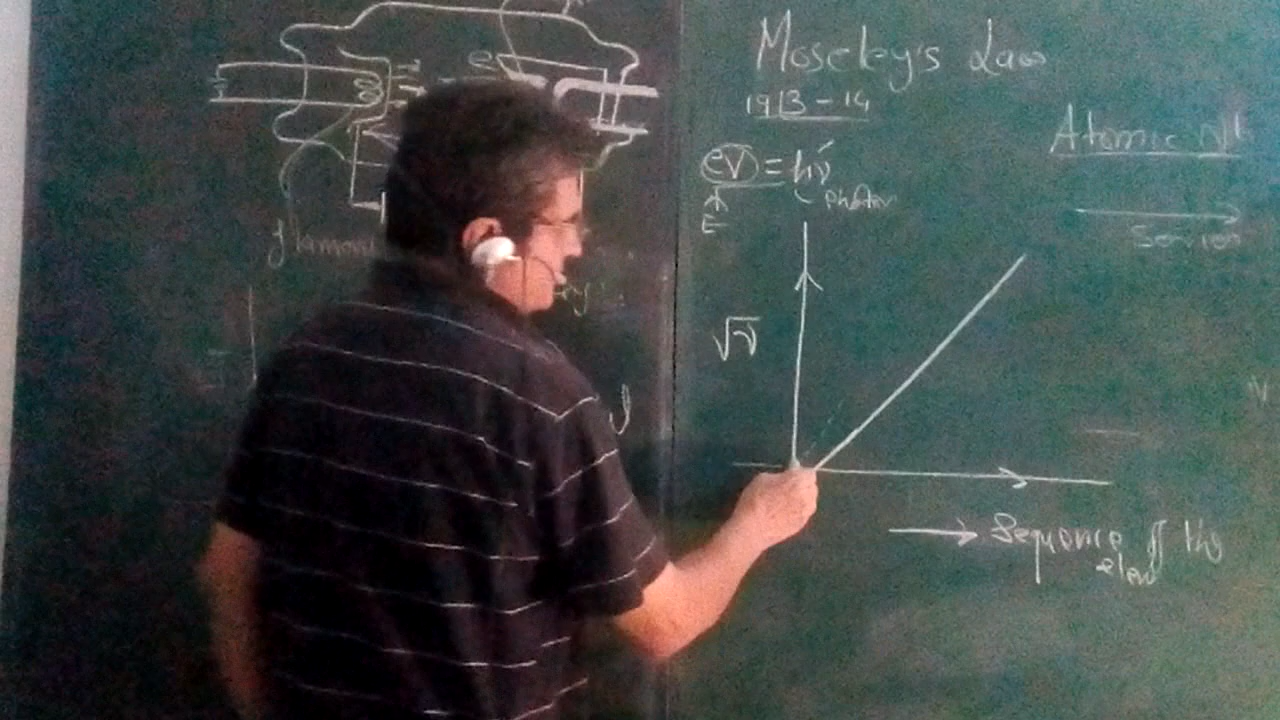 e
Moseley's Law
1913-14
Atomic
eV = hν
E
photon
Series
√ν
ν
→ Sequence of the
elem